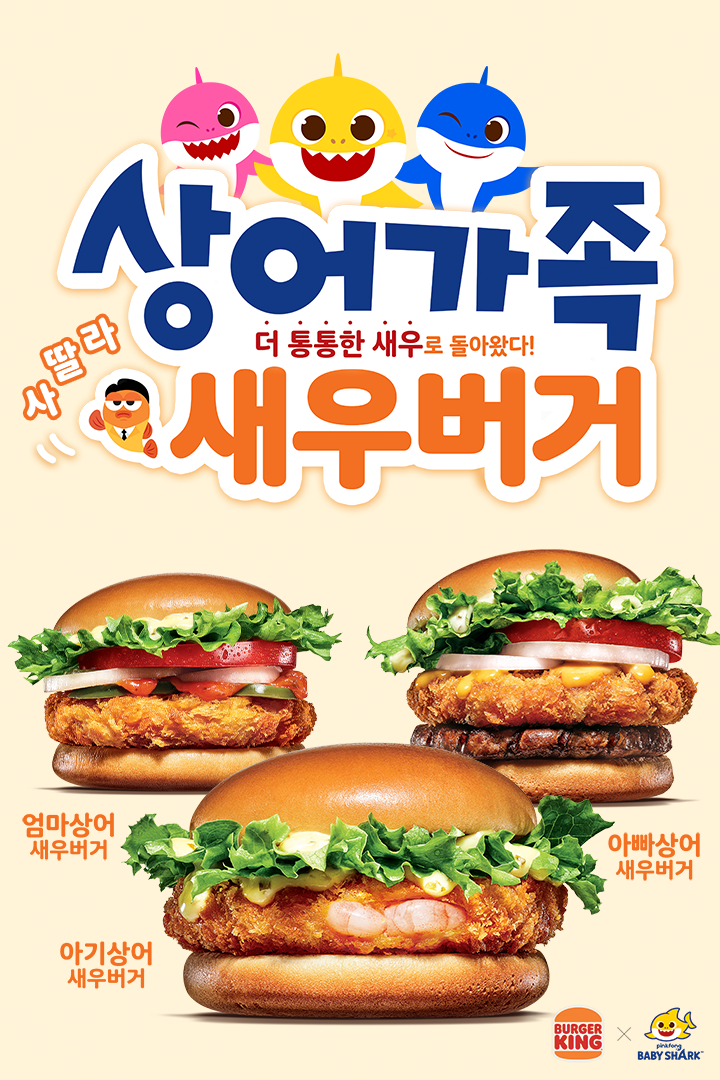 상어가족
더 통통한 새우로 돌아왔다!
사딸라
새우버거
엄마상어
새우버거
아빠상어
새우버거
아기상어
새우버거
BURGER
KING
×
pinkfong
BABY SHARK™